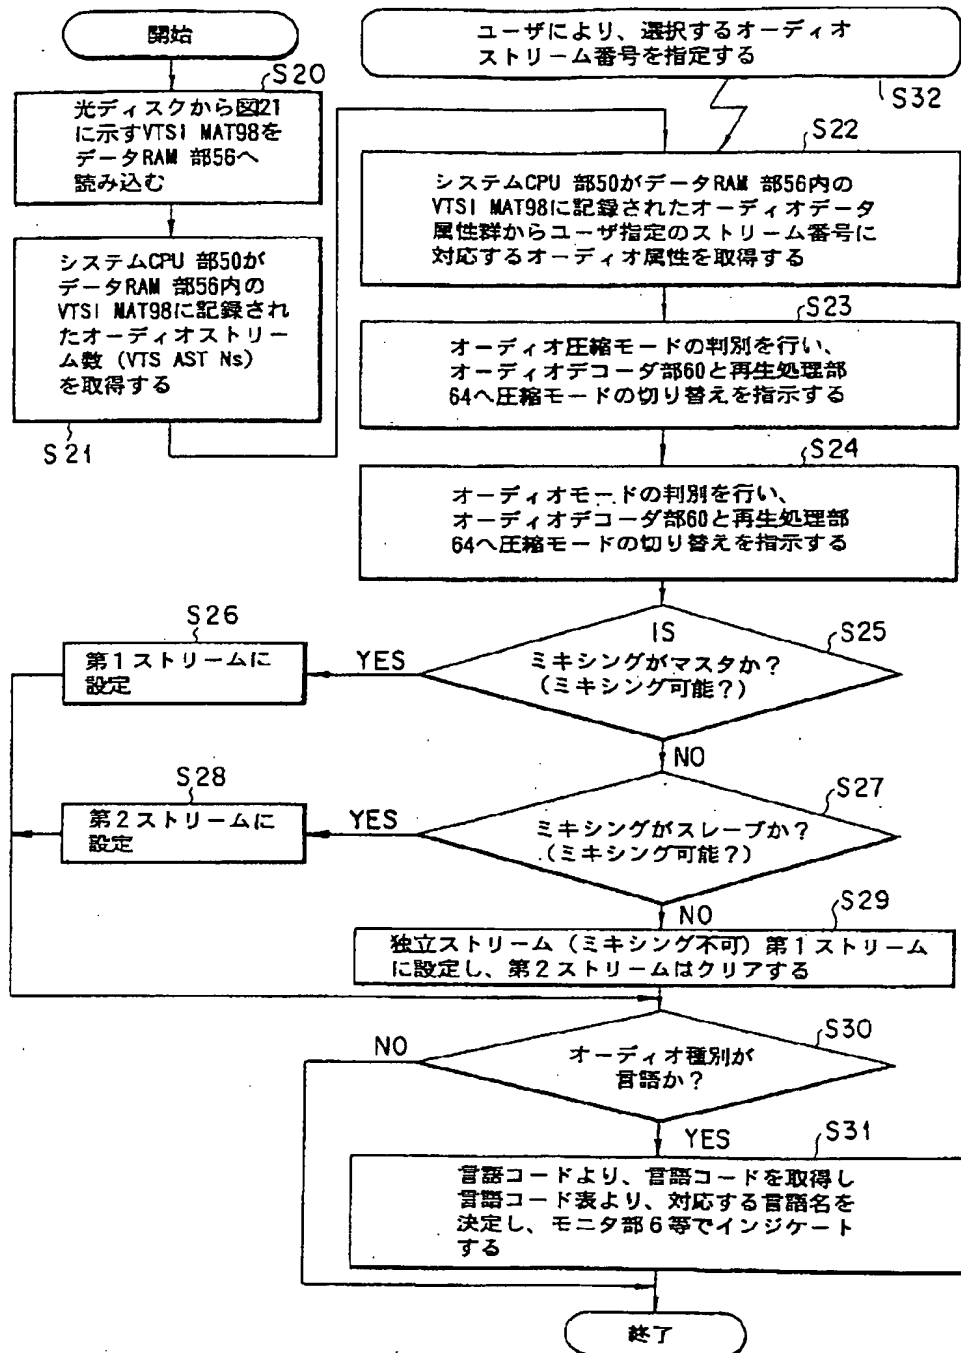 開始
S20
光ディスクから図21
に示すVTSI MAT98を
データRAM 部56へ
読み込む
システムCPU 部50が
データRAM 部56内の
VTSI MAT98に記録され
たオーディオストリー
ム数（VTS AST Ns）
を取得する
S21
ユーザにより、選択するオーディオ
ストリーム番号を指定する
S32
S22
システムCPU 部50がデータRAM 部56内の
VTSI MAT98に記録されたオーディオデータ
属性群からユーザ指定のストリーム番号に
対応するオーディオ属性を取得する
S23
オーディオ圧縮モードの判別を行い、
オーディオデコーダ部60と再生処理部
64へ圧縮モードの切り替えを指示する
S24
オーディオモードの判別を行い、
オーディオデコーダ部60と再生処理部
64へ圧縮モードの切り替えを指示する
S25
IS
ミキシングがマスタか？
（ミキシング可能？）
YES
S26
第1ストリームに
設定
NO
S27
ミキシングがスレーブか？
（ミキシング可能？）
YES
S28
第2ストリームに
設定
NO
S29
独立ストリーム（ミキシング不可）第1ストリーム
に設定し、第2ストリームはクリアする
S30
オーディオ種別が
言語か？
NO
YES
S31
言語コードより、言語コードを取得し
言語コード表より、対応する言語名を
決定し、モニタ部6等でインジケート
する
終了